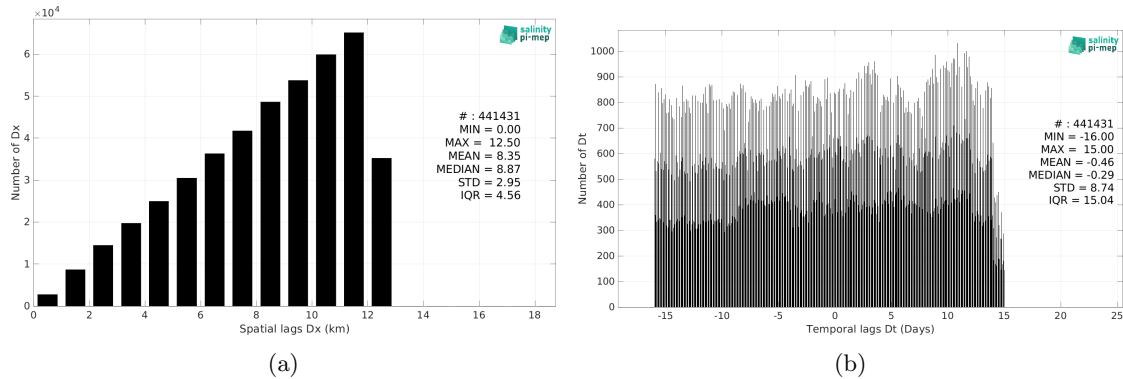 ×10⁴
6
5
4
3
2
1
0
Number of Dx
0 2 4 6 8 10 12 14 16 18
Spatial lags Dx (km)
salinity
pi-mep
# : 441431
MIN = 0.00
MAX = 12.50
MEAN = 8.35
MEDIAN = 8.87
STD = 2.95
IQR = 4.56
(a)
1000
900
800
700
600
500
400
300
200
100
0
Number of Dt
-15 -10 -5 0 5 10 15 20 25
Temporal lags Dt (Days)
salinity
pi-mep
# : 441431
MIN = -16.00
MAX = 15.00
MEAN = -0.46
MEDIAN = -0.29
STD = 8.74
IQR = 15.04
(b)